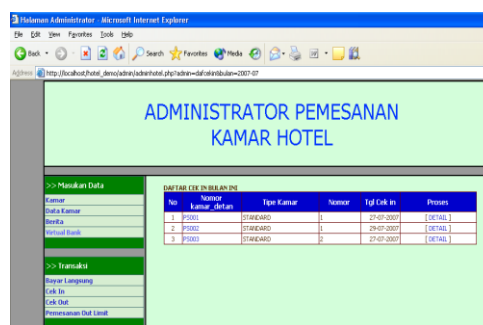 Halaman Administrator - Microsoft Internet Explorer
File Edit View Favorites Tools Help
Back Search Favorites Media
Address http://localhost/hotel_demo/admin/adminhotel.php?admin=dafcekin&bulan=2007-07
ADMINISTRATOR PEMESANAN
KAMAR HOTEL
>> Masukan Data
Kamar
Data Kamar
Berita
Virtual Bank
>> Transaksi
Bayar Langsung
Cek In
Cek Out
Pemesanan Out Limit
DAFTAR CEK IN BULAN INI
No Nomor kamar_detan Tipe Kamar Nomor Tgl Cek in Proses
1 PS001 STANDARD 1 27-07-2007 [ DETAIL ]
2 PS002 STANDARD 1 29-07-2007 [ DETAIL ]
3 PS003 STANDARD 2 27-07-2007 [ DETAIL ]